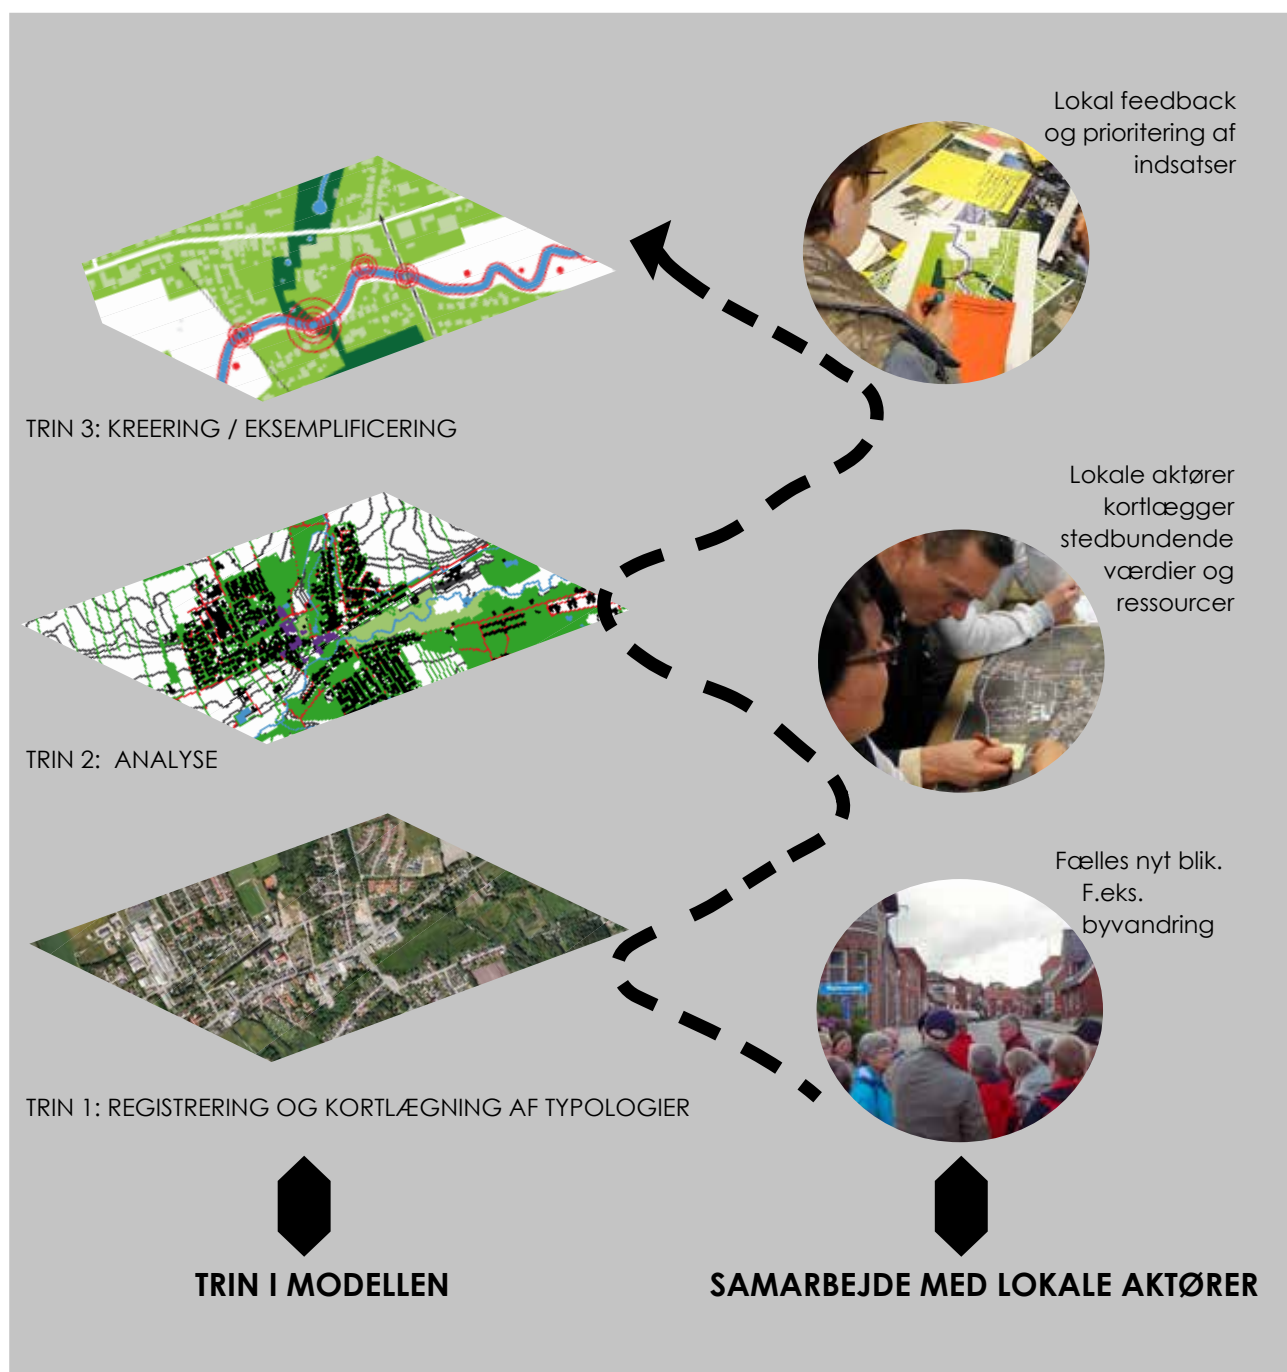 Lokal feedback
og prioritering af
indsatser
TRIN 3: KREERING / EKSEMPLIFICERING
Lokale aktører
kortlægger
stedbundende
værdier og
ressourcer
TRIN 2: ANALYSE
Fælles nyt blik.
F.eks.
byvandring
TRIN 1: REGISTRERING OG KORTLÆGNING AF TYPOLOGIER
TRIN I MODELLEN
SAMARBEJDE MED LOKALE AKTØRER